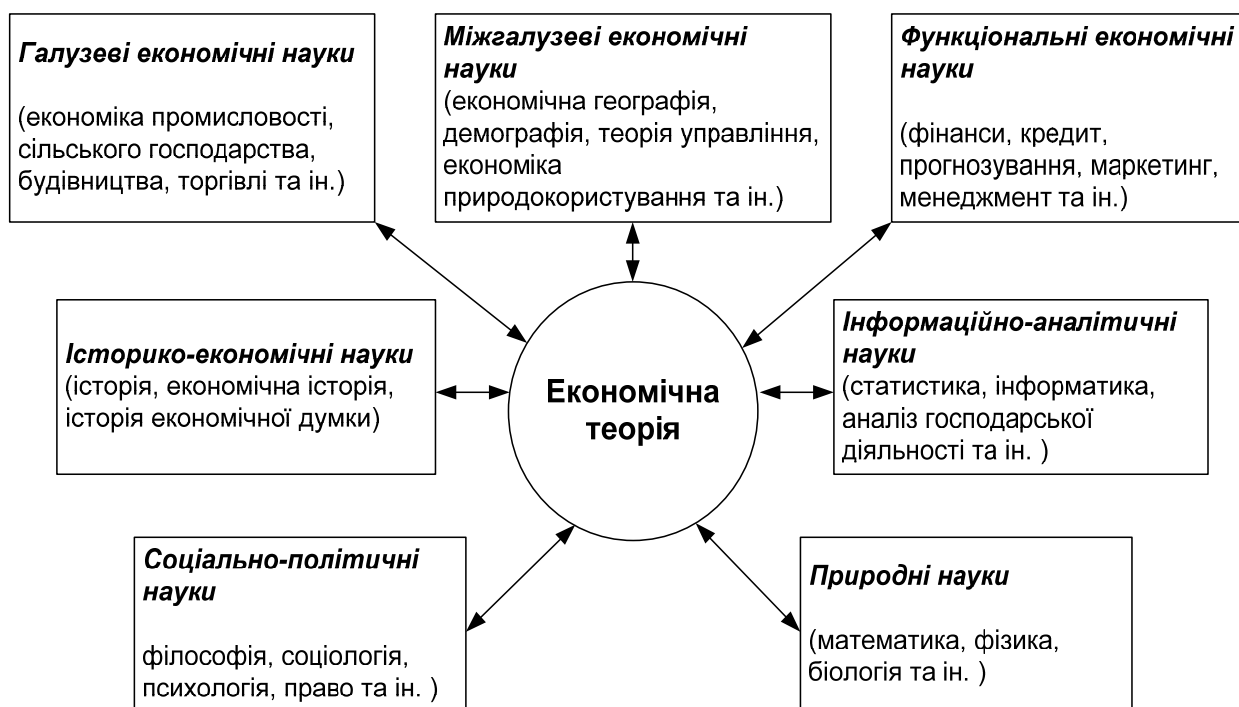 Галузеві економічні науки
(економіка промисловості,
сільського господарства,
будівництва, торгівлі та ін.)
Міжгалузеві економічні
науки
(економічна географія,
демографія, теорія управління,
економіка
природокористування та ін.)
Функціональні економічні
науки
(фінанси, кредит,
прогнозування, маркетинг,
менеджмент та ін.)
Історико-економічні науки
(історія, економічна історія,
історія економічної думки)
Економічна
теорія
Інформаційно-аналітичні
науки
(статистика, інформатика,
аналіз господарської
діяльності та ін. )
Соціально-політичні
науки
філософія, соціологія,
психологія, право та ін. )
Природні науки
(математика, фізика,
біологія та ін.)